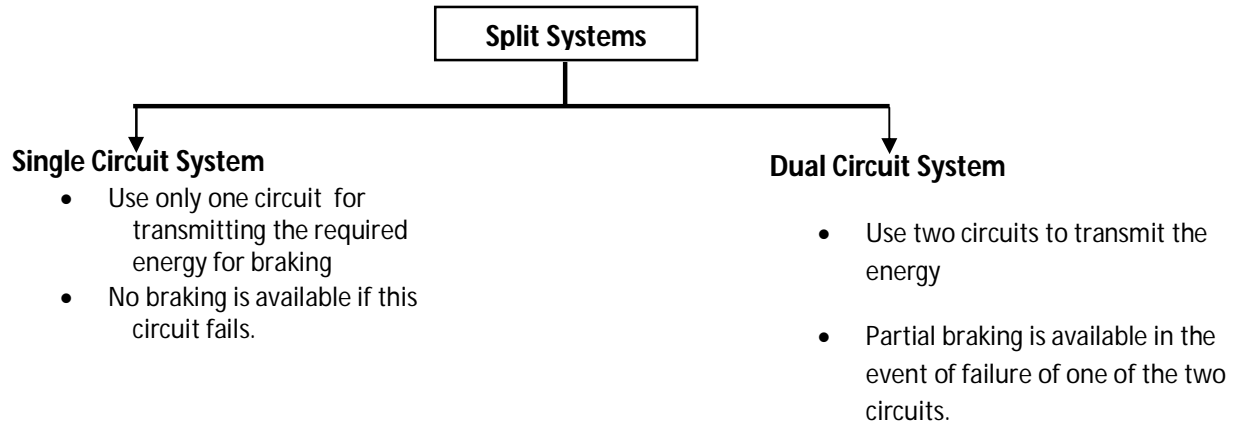 Split Systems
Single Circuit System
• Use only one circuit for
transmitting the required
energy for braking
• No braking is available if this
circuit fails.
Dual Circuit System
• Use two circuits to transmit the
energy
• Partial braking is available in the
event of failure of one of the two
circuits.